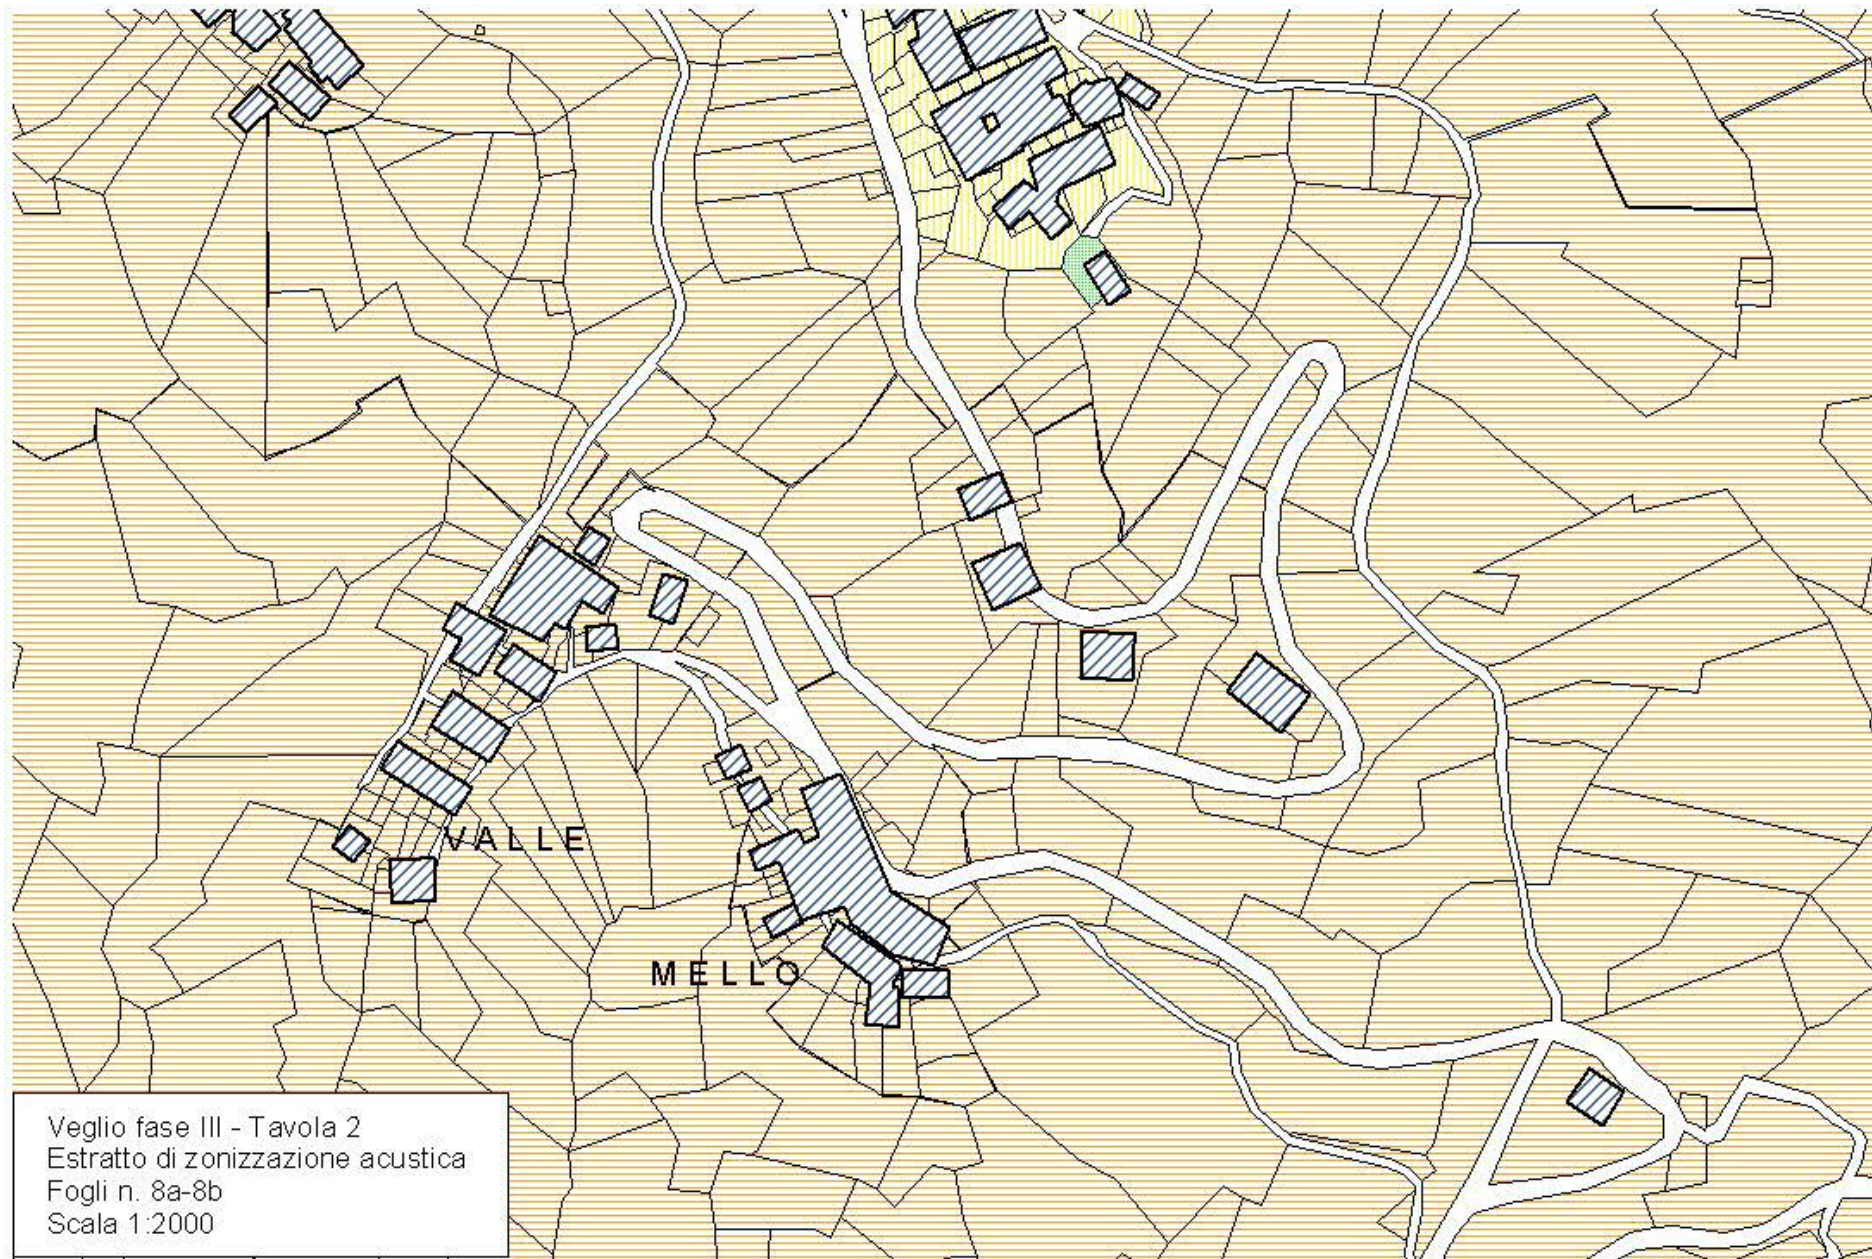 VALLE
MELLO
Veglio fase III - Tavola 2
Estratto di zonizzazione acustica
Fogli n. 8a-8b
Scala 1:2000